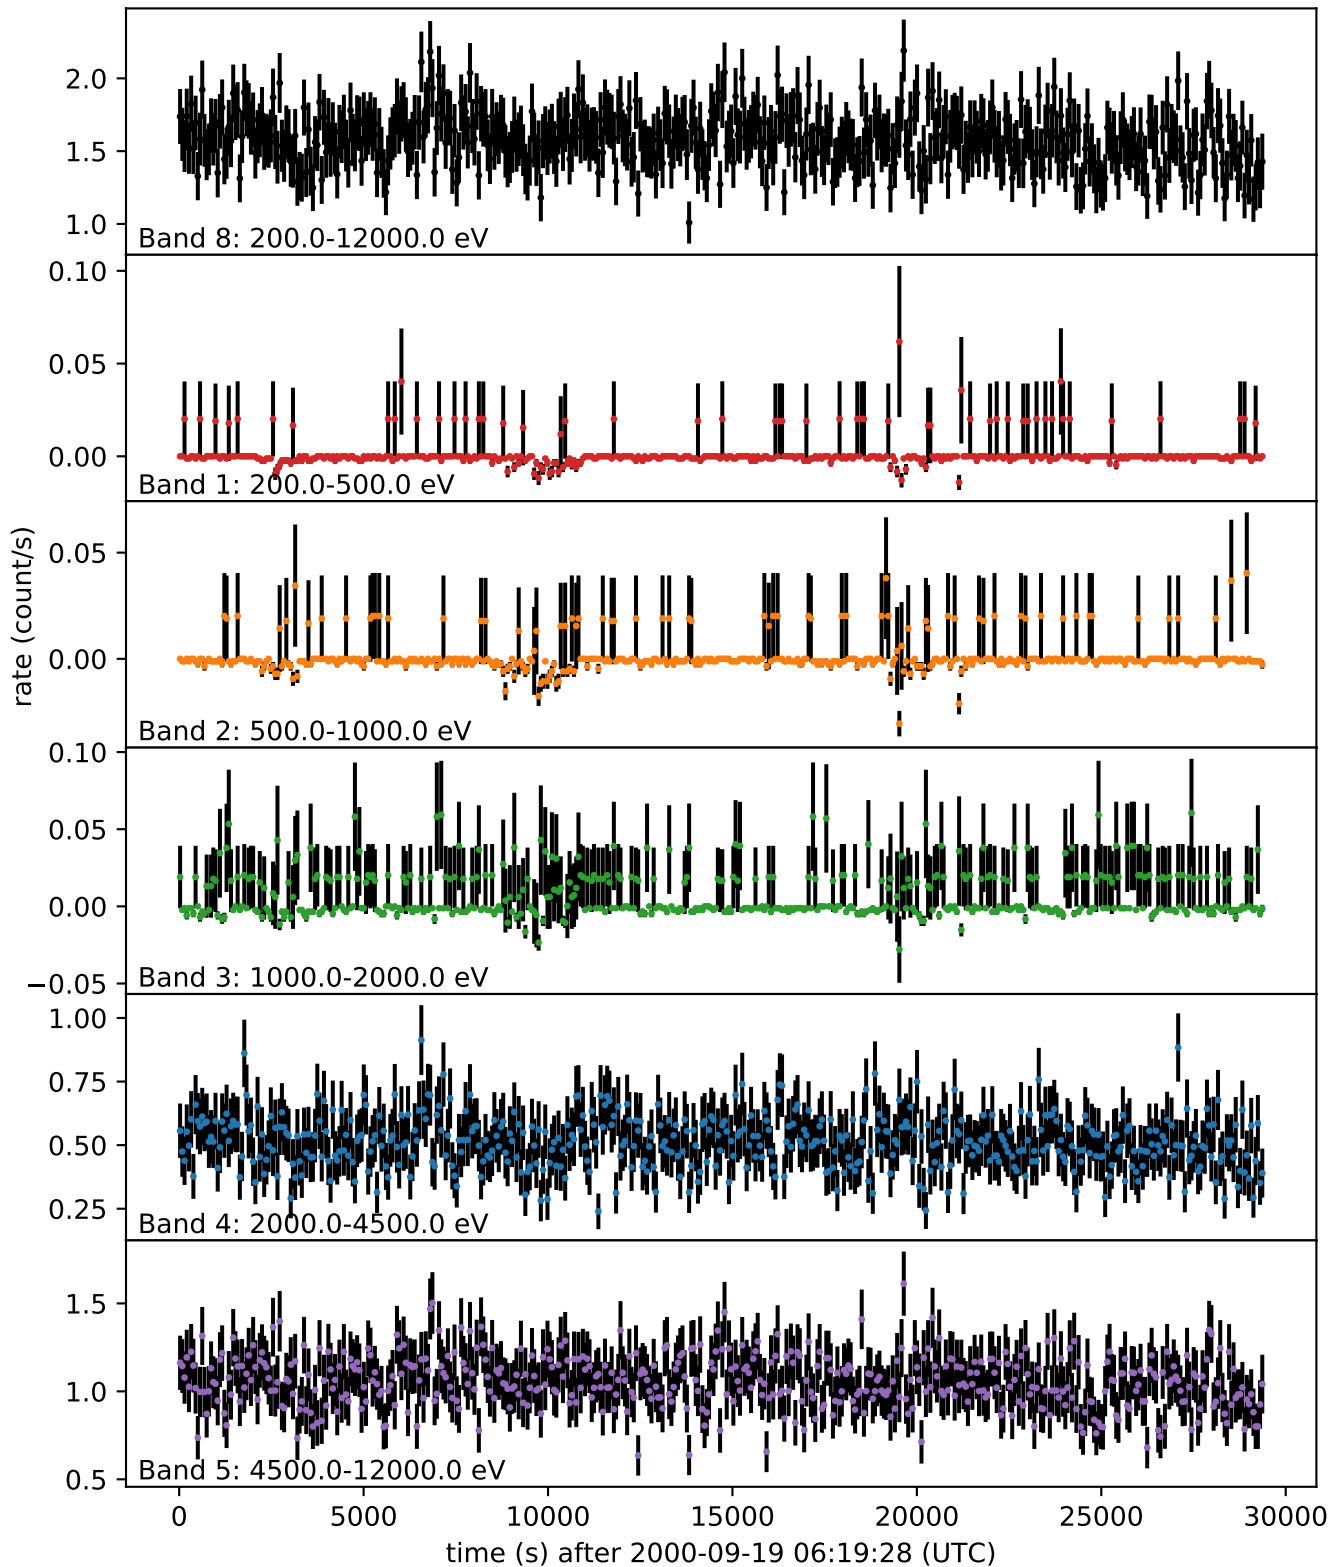 2.0
1.5
1.0
Band 8: 200.0-12000.0 eV
0.10
0.05
0.00
Band 1: 200.0-500.0 eV
0.05
0.00
Band 2: 500.0-1000.0 eV
rate (count/s)
0.10
0.05
0.00
−0.05
Band 3: 1000.0-2000.0 eV
1.00
0.75
0.50
0.25
Band 4: 2000.0-4500.0 eV
1.5
1.0
0.5
Band 5: 4500.0-12000.0 eV
0 5000 10000 15000 20000 25000 30000
time (s) after 2000-09-19 06:19:28 (UTC)